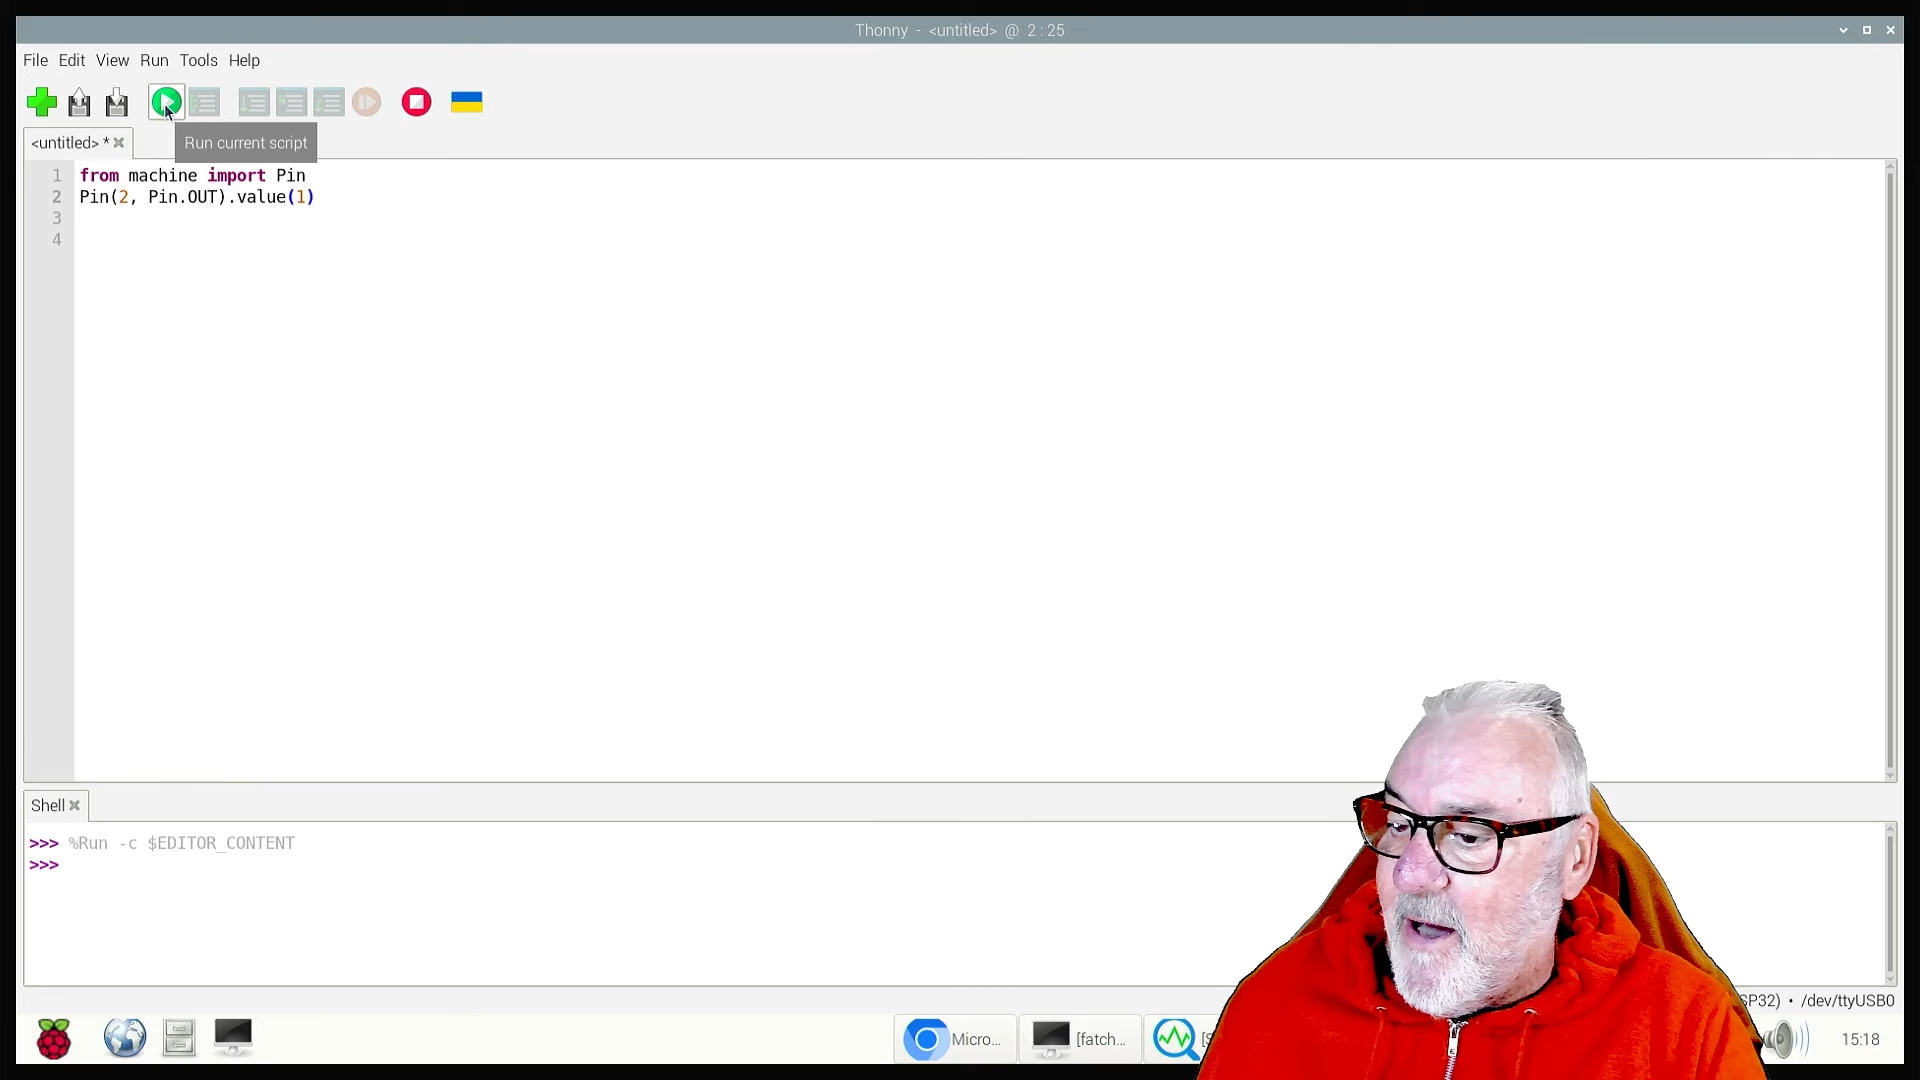 Thonny - <untitled> @ 2:25
File Edit View Run Tools Help
<untitled> * 
Run current script
1 from machine import Pin
2 Pin(2, Pin.OUT).value(1)
3
4
Shell
>>> %Run -c $EDITOR_CONTENT
>>>
SP32) • /dev/ttyUSB0
Micro...
[fatch...
15:18